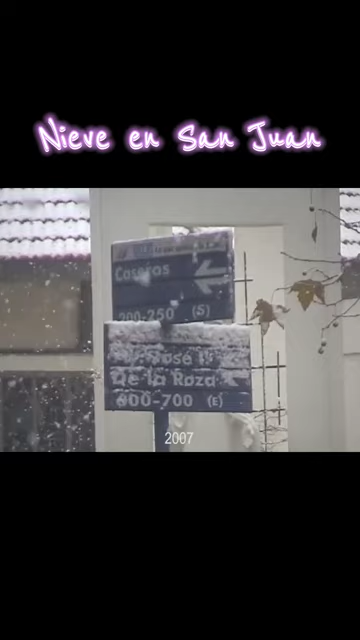 Nieve en San Juan
Caseros
200-250 (S)
José I.
De la Roza
600-700 (E)
2007